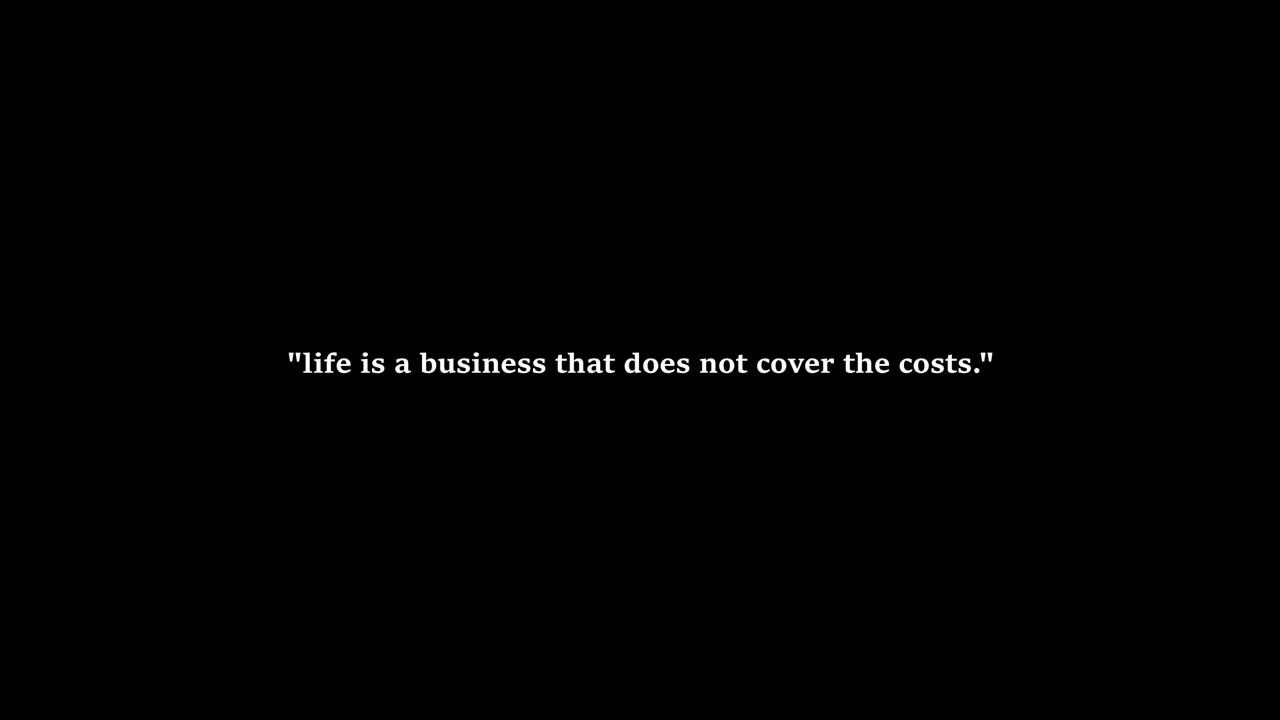 "life is a business that does not cover the costs."